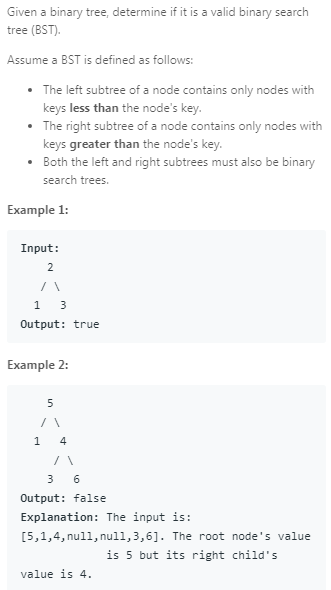 Given a binary tree, determine if it is a valid binary search
tree (BST).
Assume a BST is defined as follows:
• The left subtree of a node contains only nodes with
keys less than the node's key.
• The right subtree of a node contains only nodes with
keys greater than the node's key.
• Both the left and right subtrees must also be binary
search trees.
Example 1:
Input:
2
/ \
1 3
Output: true
Example 2:
5
/ \
1 4
/ \
3 6
Output: false
Explanation: The input is:
[5,1,4,null,null,3,6]. The root node's value
is 5 but its right child's
value is 4.